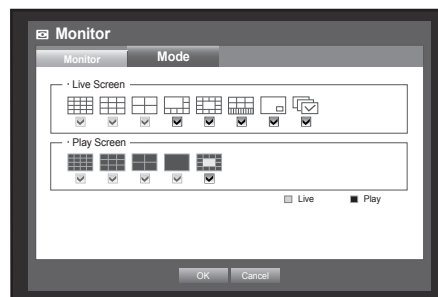 Monitor
Monitor Mode
· Live Screen
· Play Screen
Live Play
OK Cancel